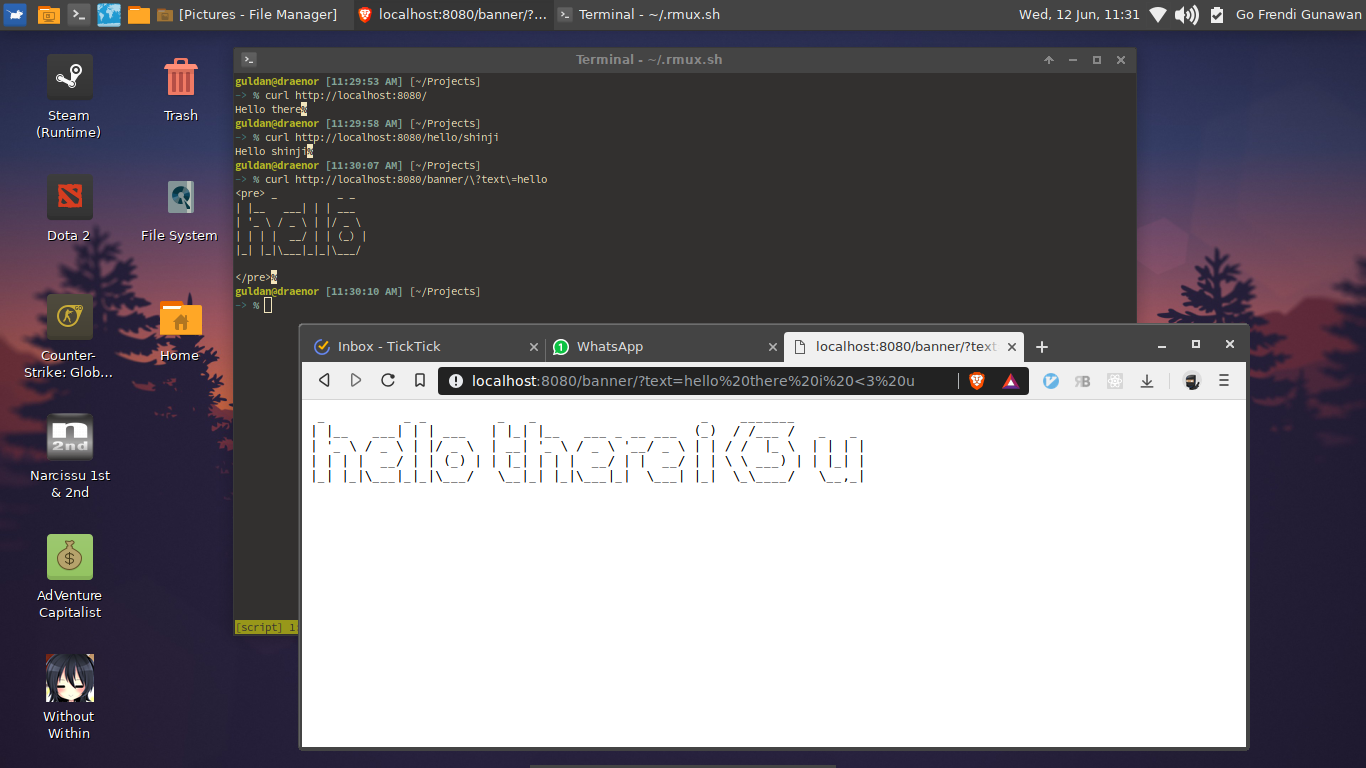 [Pictures - File Manager]
localhost:8080/banner/?...
Terminal - ~/.rmux.sh
Wed, 12 Jun, 11:31
Go Frendi Gunawan
Steam
(Runtime)
Trash
Dota 2
File System
Counter-
Strike: Glob...
Home
Narcissu 1st
& 2nd
AdVenture
Capitalist
Without
Within
Terminal - ~/.rmux.sh
guldan@draenor [11:29:53 AM] [~/Projects]
-> % curl http://localhost:8080/
Hello there%
guldan@draenor [11:29:58 AM] [~/Projects]
-> % curl http://localhost:8080/hello/shinji
Hello shinji%
guldan@draenor [11:30:07 AM] [~/Projects]
-> % curl http://localhost:8080/banner/\?text\=hello
<pre> _          _ _
| |__   ___| | | ___
| '_ \ / _ \ | |/ _ \
| | | |  __/ | | (_) |
|_| |_|\___|_|_|\___/
</pre>%
guldan@draenor [11:30:10 AM] [~/Projects]
-> %
[script] 1:
Inbox - TickTick
WhatsApp
localhost:8080/banner/?text
localhost:8080/banner/?text=hello%20there%20i%20<3%20u
hello there i <3 u